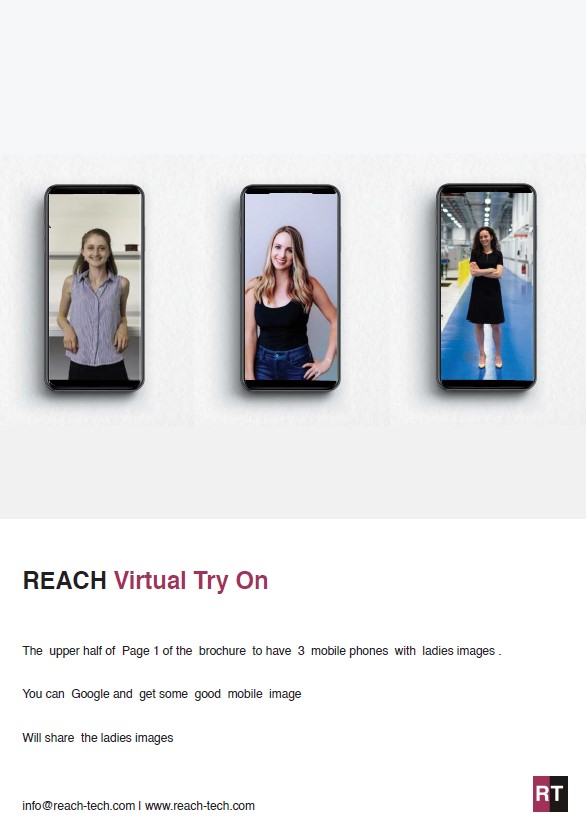 REACH Virtual Try On
The upper half of Page 1 of the brochure to have 3 mobile phones with ladies images .
You can Google and get some good mobile image
Will share the ladies images
info@reach-tech.com I www.reach-tech.com
RT